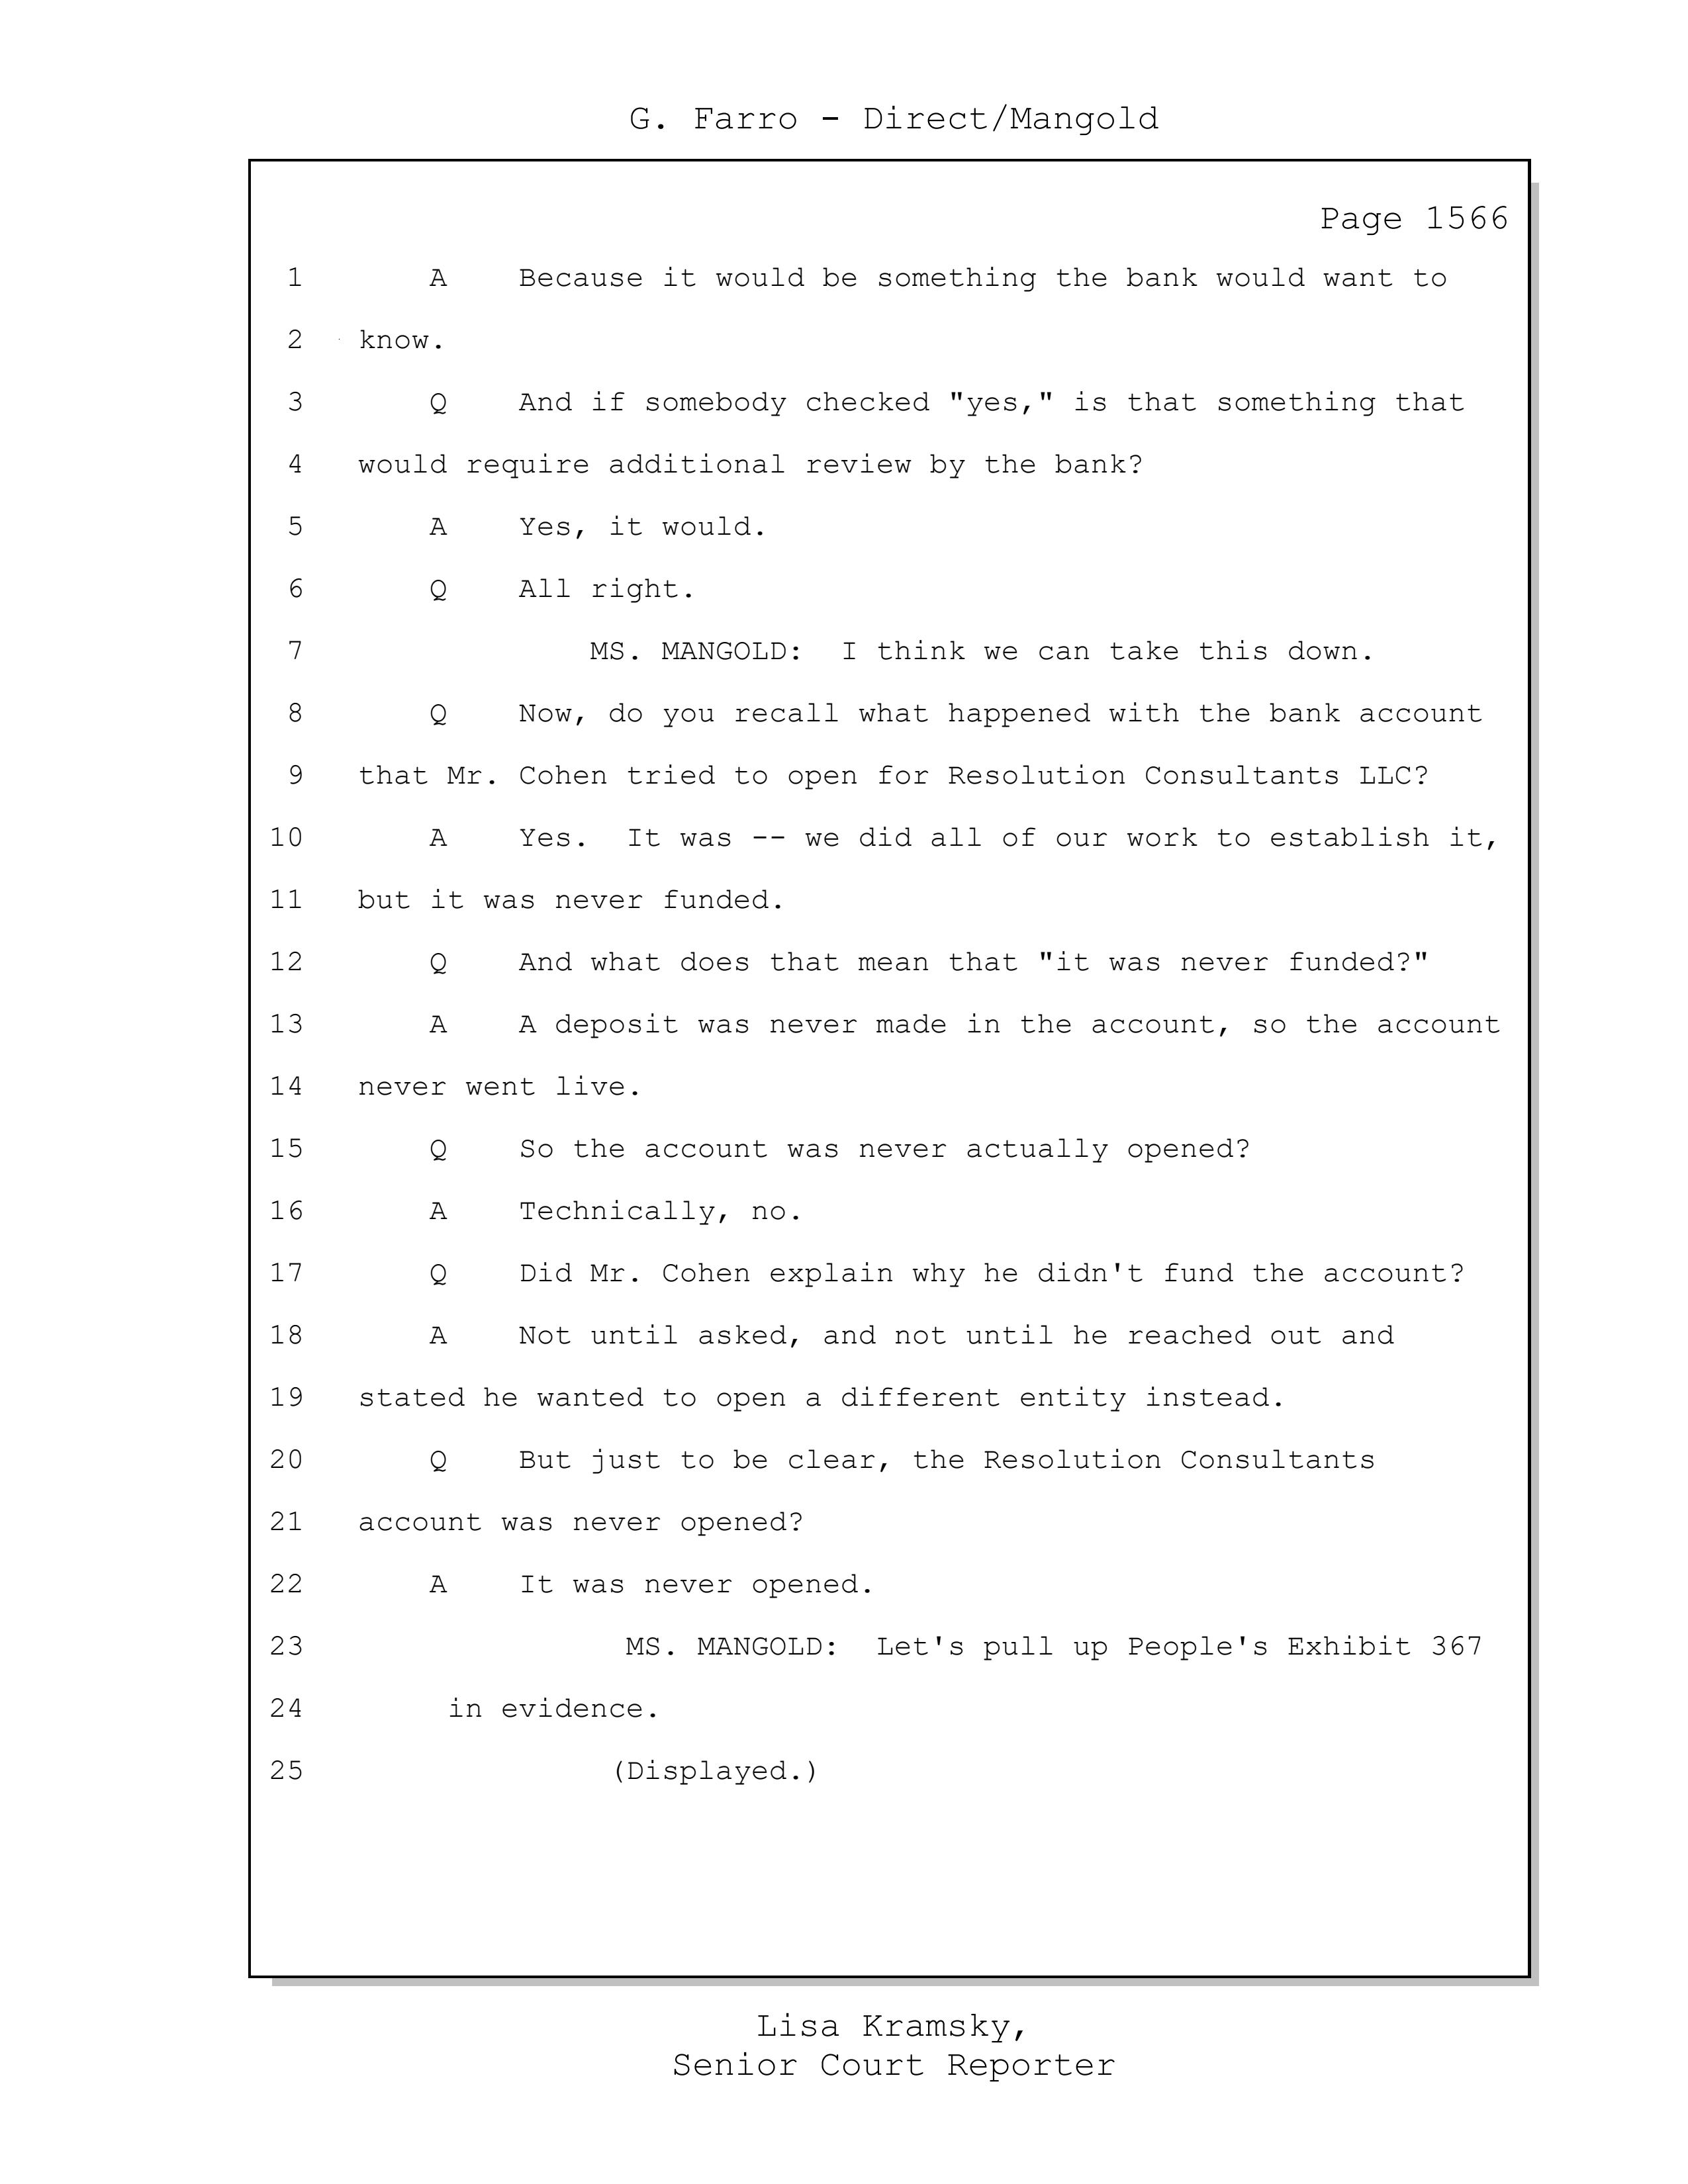 G. Farro - Direct/Mangold
Page 1566
1 A Because it would be something the bank would want to
2 know.
3 Q And if somebody checked "yes," is that something that
4 would require additional review by the bank?
5 A Yes, it would.
6 Q All right.
7 MS. MANGOLD: I think we can take this down.
8 Q Now, do you recall what happened with the bank account
9 that Mr. Cohen tried to open for Resolution Consultants LLC?
10 A Yes. It was -- we did all of our work to establish it,
11 but it was never funded.
12 Q And what does that mean that "it was never funded?"
13 A A deposit was never made in the account, so the account
14 never went live.
15 Q So the account was never actually opened?
16 A Technically, no.
17 Q Did Mr. Cohen explain why he didn't fund the account?
18 A Not until asked, and not until he reached out and
19 stated he wanted to open a different entity instead.
20 Q But just to be clear, the Resolution Consultants
21 account was never opened?
22 A It was never opened.
23 MS. MANGOLD: Let's pull up People's Exhibit 367
24 in evidence.
25 (Displayed.)
Lisa Kramsky,
Senior Court Reporter